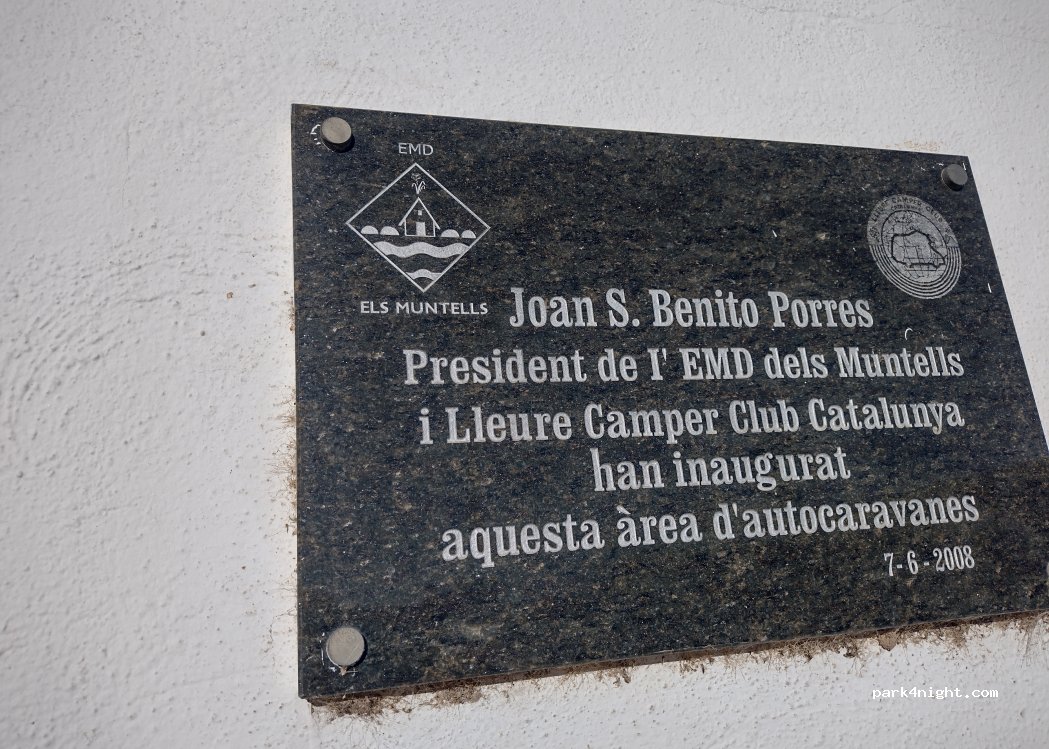 EMD
ELS MUNTELLS
Joan S. Benito Porres
President de I' EMD dels Muntells
i Lleure Camper Club Catalunya
han inaugurat
aquesta àrea d'autocaravanes
7-6-2008
park4night.com